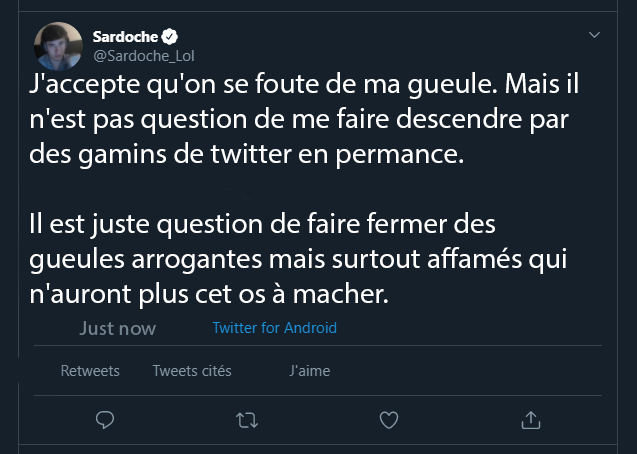 Sardoche
@Sardoche_Lol
J'accepte qu'on se foute de ma gueule. Mais il
n'est pas question de me faire descendre par
des gamins de twitter en permance.
Il est juste question de faire fermer des
gueules arrogantes mais surtout affamés qui
n'auront plus cet os à macher.
Just now Twitter for Android
Retweets Tweets cités J'aime